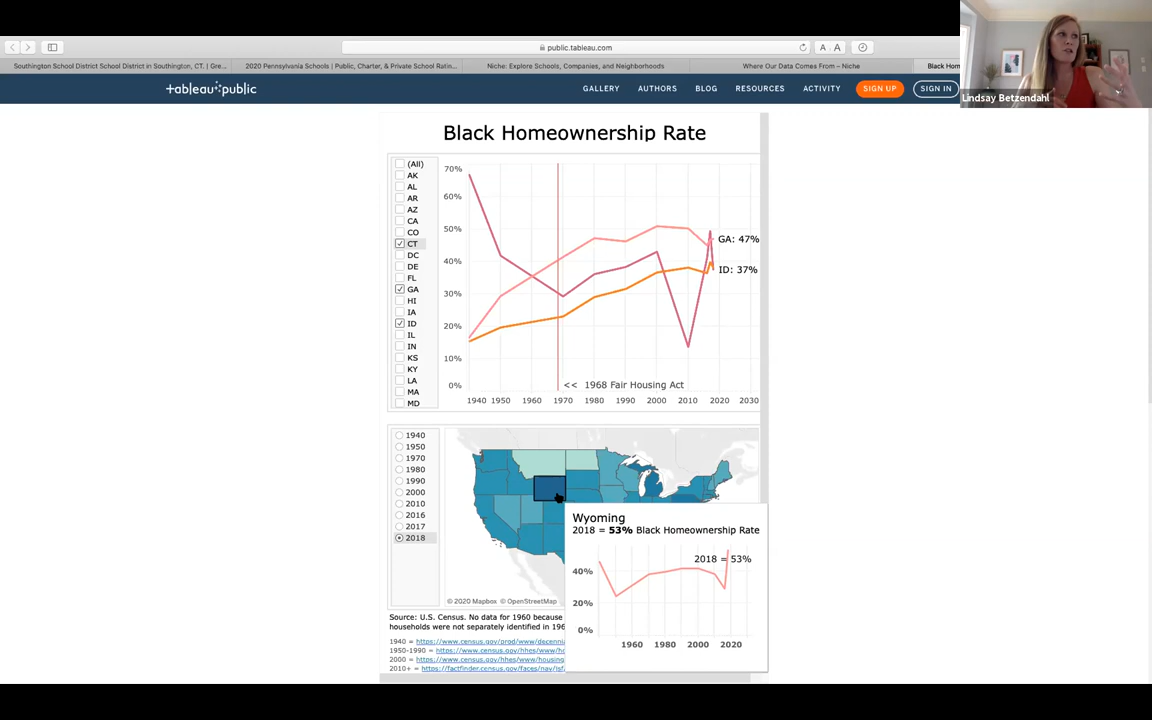 public.tableau.com
A A
Southington School District School District in Southington, CT. | Gre...
2020 Pennsylvania Schools | Public, Charter, & Private School Ratin...
Niche: Explore Schools, Companies, and Neighborhoods
Where Our Data Comes From – Niche
Black Hom
Lindsay Betzendahl
tableau public
GALLERY AUTHORS BLOG RESOURCES ACTIVITY SIGN UP SIGN IN
Black Homeownership Rate
(All)
AK
AL
AR
AZ
CA
CO
CT
DC
DE
FL
GA
HI
IA
ID
IL
IN
KS
KY
LA
MA
MD
70%
60%
50%
40%
30%
20%
10%
0%
GA: 47%
ID: 37%
<< 1968 Fair Housing Act
1940 1950 1960 1970 1980 1990 2000 2010 2020 2030
1940
1950
1970
1980
1990
2000
2010
2016
2017
2018
© 2020 Mapbox © OpenStreetMap
Wyoming
2018 = 53% Black Homeownership Rate
2018 = 53%
40%
20%
0%
1960 1980 2000 2020
Source: U.S. Census. No data for 1960 because
households were not separately identified in 196
1940 = https://www.census.gov/prod/www/decenni
1950-1990 = https://www.census.gov/hhes/www/ho
2000 = https://www.census.gov/hhes/www/housing
2010+ = https://factfinder.census.gov/faces/nav/jsf